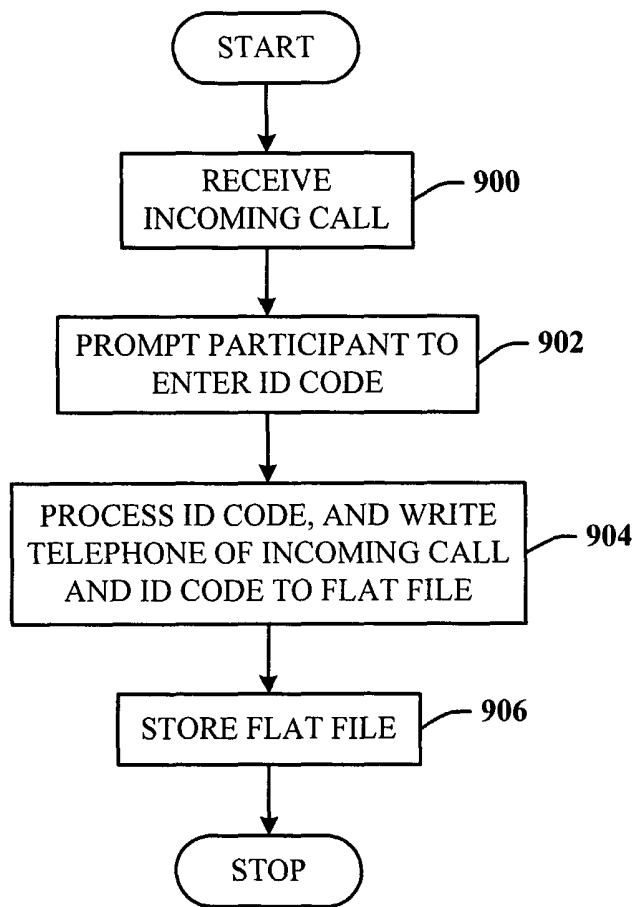 START
RECEIVE
INCOMING CALL
900
PROMPT PARTICIPANT TO
ENTER ID CODE
902
PROCESS ID CODE, AND WRITE
TELEPHONE OF INCOMING CALL
AND ID CODE TO FLAT FILE
904
STORE FLAT FILE
906
STOP